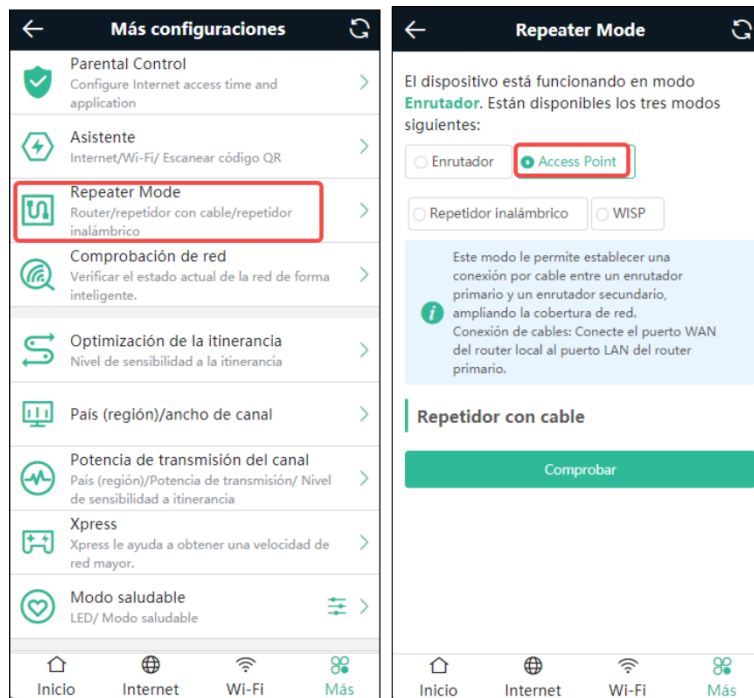 Más configuraciones
Parental Control
Configure Internet access time and
application
Asistente
Internet/Wi-Fi/ Escanear código QR
Repeater Mode
Router/repetidor con cable/repetidor
inalámbrico
Comprobación de red
Verificar el estado actual de la red de forma
inteligente.
Optimización de la itinerancia
Nivel de sensibilidad a la itinerancia
País (región)/ancho de canal
Potencia de transmisión del canal
País (región)/Potencia de transmisión/ Nivel
de sensibilidad a itinerancia
Xpress
Xpress le ayuda a obtener una velocidad de
red mayor.
Modo saludable
LED/ Modo saludable
Inicio Internet Wi-Fi Más
Repeater Mode
El dispositivo está funcionando en modo
Enrutador. Están disponibles los tres modos
siguientes:
Enrutador Access Point
Repetidor inalámbrico WISP
Este modo le permite establecer una
conexión por cable entre un enrutador
primario y un enrutador secundario,
ampliando la cobertura de red.
Conexión de cables: Conecte el puerto WAN
del router local al puerto LAN del router
primario.
Repetidor con cable
Comprobar
Inicio Internet Wi-Fi Más